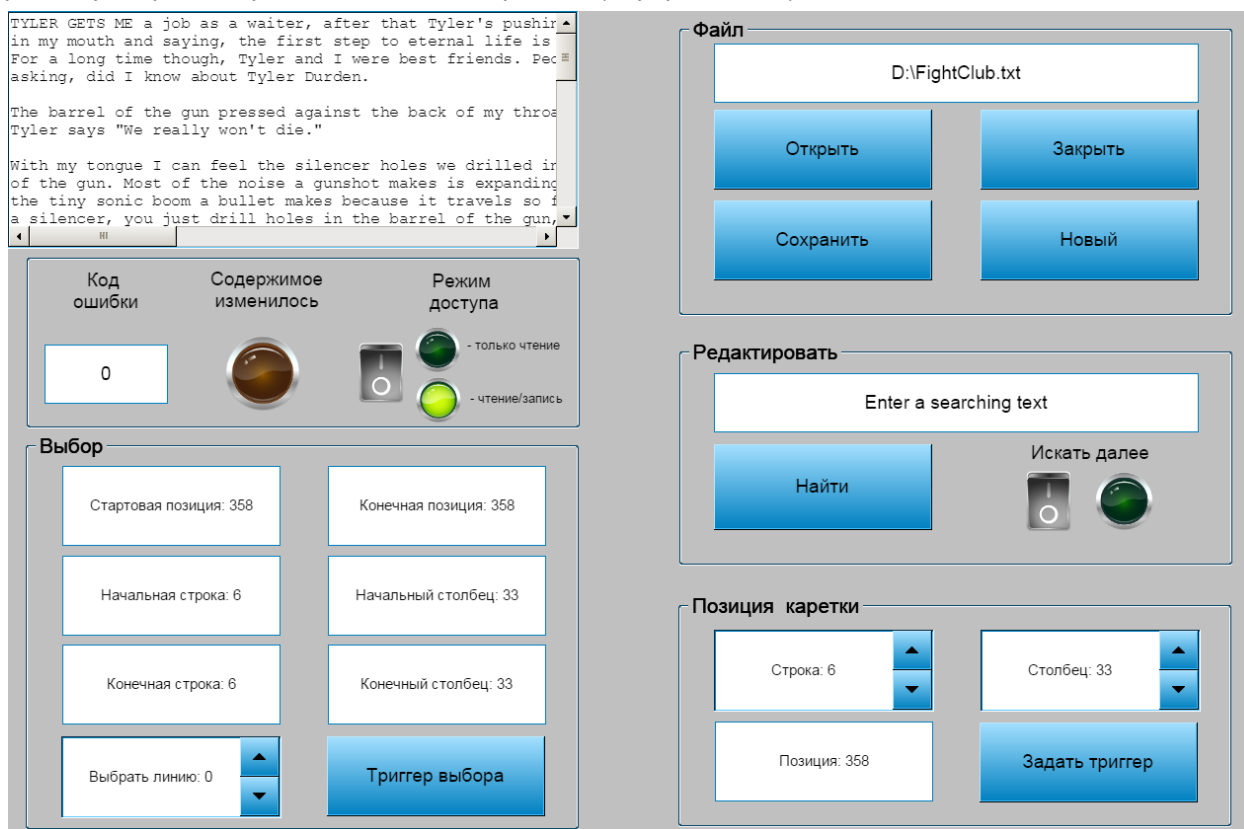 TYLER GETS ME a job as a waiter, after that Tyler's pushin
in my mouth and saying, the first step to eternal life is
For a long time though, Tyler and I were best friends. Peo
asking, did I know about Tyler Durden.
The barrel of the gun pressed against the back of my throa
Tyler says "We really won't die."
With my tongue I can feel the silencer holes we drilled in
of the gun. Most of the noise a gunshot makes is expanding
the tiny sonic boom a bullet makes because it travels so f
a silencer, you just drill holes in the barrel of the gun,
Код
ошибки
Содержимое
изменилось
Режим
доступа
0
- только чтение
- чтение/запись
Выбор
Стартовая позиция: 358
Конечная позиция: 358
Начальная строка: 6
Начальный столбец: 33
Конечная строка: 6
Конечный столбец: 33
Выбрать линию: 0
Триггер выбора
Файл
D:\FightClub.txt
Открыть
Закрыть
Сохранить
Новый
Редактировать
Enter a searching text
Найти
Искать далее
Позиция каретки
Строка: 6
Столбец: 33
Позиция: 358
Задать триггер